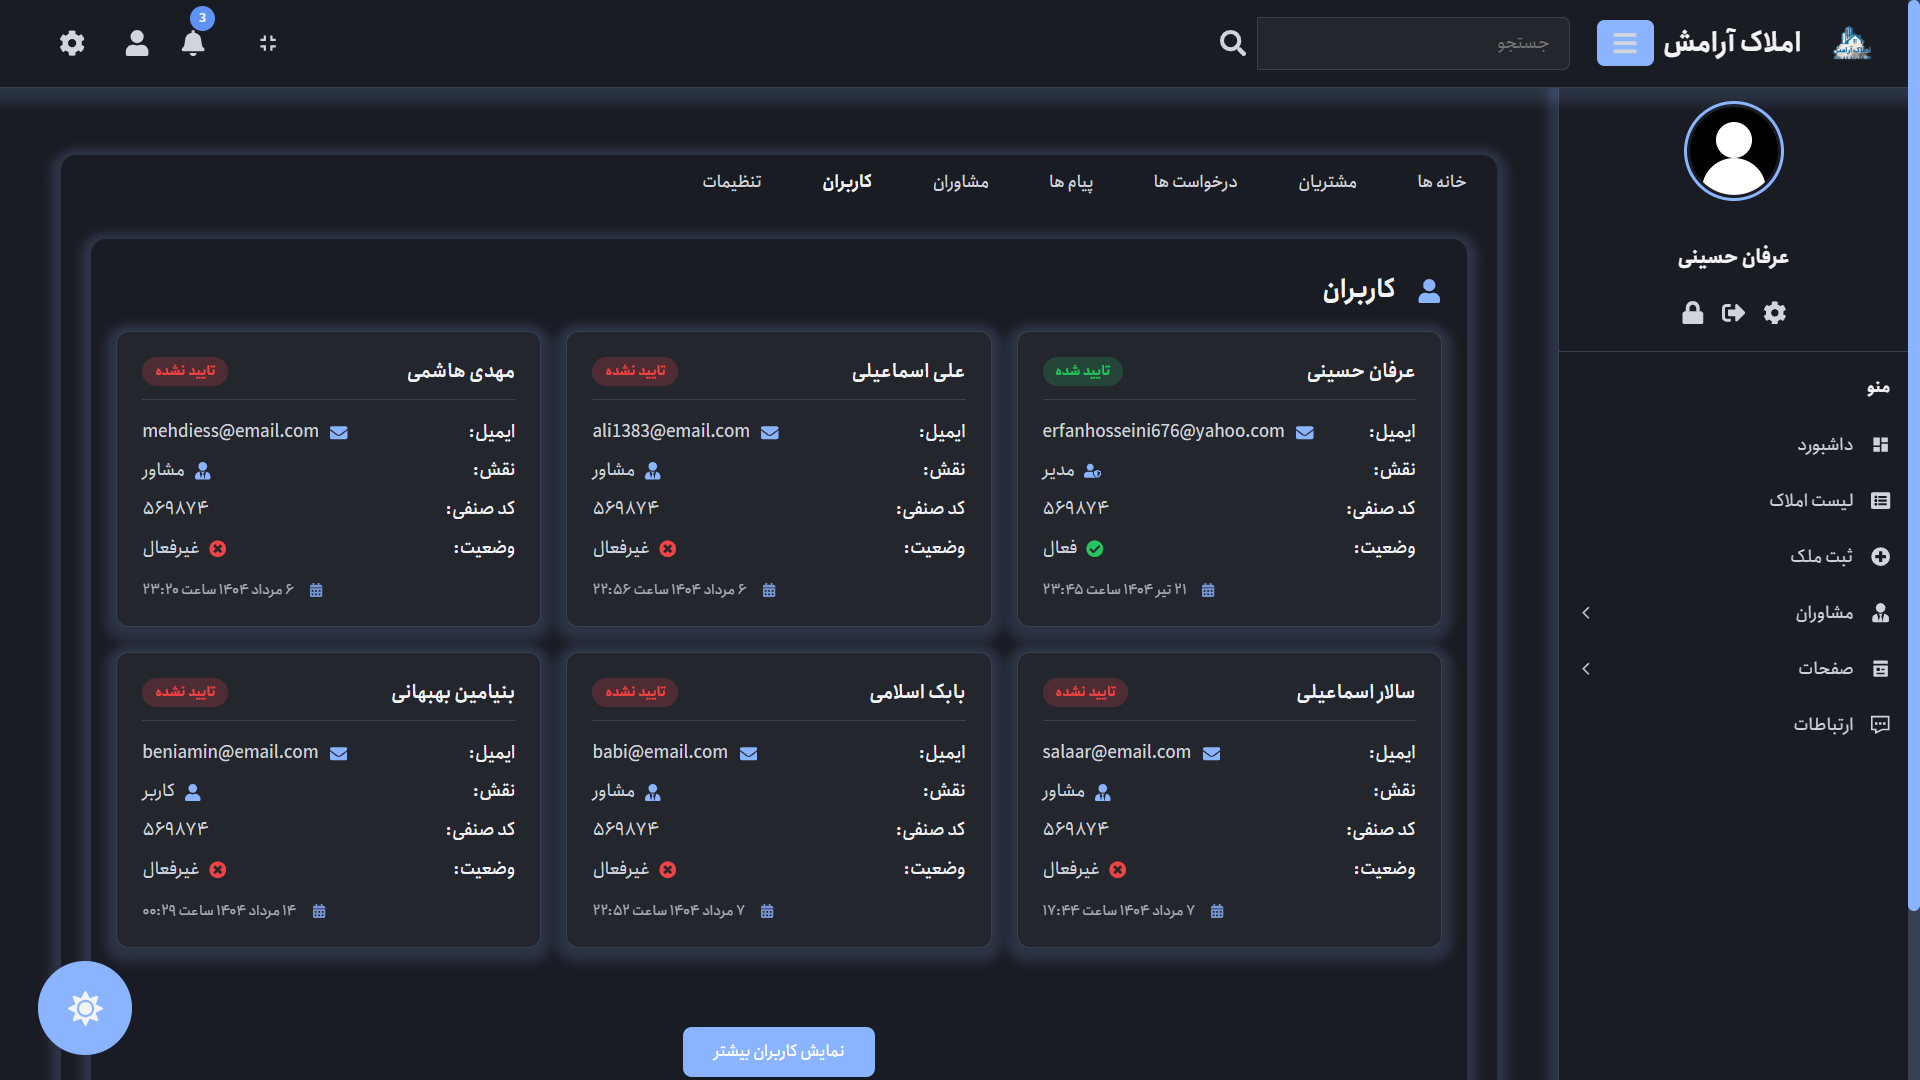 املاک آرامش
جستجو
3
عرفان حسینی
منو
داشبورد
لیست املاک
ثبت ملک
مشاوران
صفحات
ارتباطات
خانه ها
مشتریان
درخواست ها
پیام ها
مشاوران
کاربران
تنظیمات
کاربران
عرفان حسینی
تایید شده
ایمیل: erfanhosseini676@yahoo.com
نقش: مدیر
کد صنفی: ۵۶۹۸۷۴
وضعیت: فعال
۲۱ تیر ۱۴۰۴ ساعت ۲۳:۴۵
علی اسماعیلی
تایید نشده
ایمیل: ali1383@email.com
نقش: مشاور
کد صنفی: ۵۶۹۸۷۴
وضعیت: غیرفعال
۶ مرداد ۱۴۰۴ ساعت ۲۲:۵۶
مهدی هاشمی
تایید نشده
ایمیل: mehdiess@email.com
نقش: مشاور
کد صنفی: ۵۶۹۸۷۴
وضعیت: غیرفعال
۶ مرداد ۱۴۰۴ ساعت ۲۳:۲۰
سالار اسماعیلی
تایید نشده
ایمیل: salaar@email.com
نقش: مشاور
کد صنفی: ۵۶۹۸۷۴
وضعیت: غیرفعال
۷ مرداد ۱۴۰۴ ساعت ۱۷:۴۴
بابک اسلامی
تایید نشده
ایمیل: babi@email.com
نقش: مشاور
کد صنفی: ۵۶۹۸۷۴
وضعیت: غیرفعال
۷ مرداد ۱۴۰۴ ساعت ۲۲:۵۲
بنیامین بهبهانی
تایید نشده
ایمیل: beniamin@email.com
نقش: کاربر
کد صنفی: ۵۶۹۸۷۴
وضعیت: غیرفعال
۱۴ مرداد ۱۴۰۴ ساعت ۰۰:۲۹
نمایش کاربران بیشتر